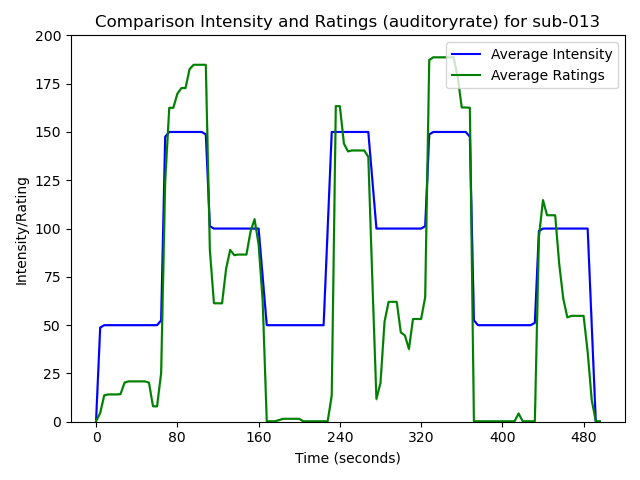 Comparison Intensity and Ratings (auditoryrate) for sub-013
Average Intensity
Average Ratings
Intensity/Rating
200
175
150
125
100
75
50
25
0
0 80 160 240 320 400 480
Time (seconds)